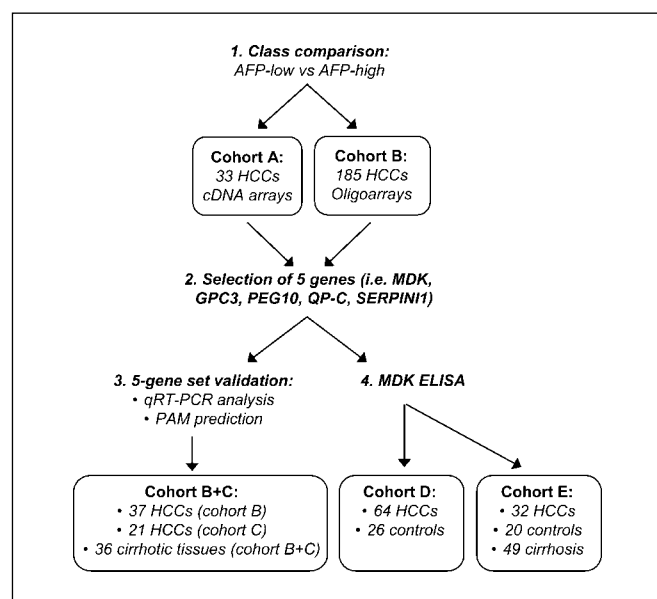 1. Class comparison:
AFP-low vs AFP-high
Cohort A:
33 HCCs
cDNA arrays
Cohort B:
185 HCCs
Oligoarrays
2. Selection of 5 genes (i.e. MDK,
GPC3, PEG10, QP-C, SERPINI1)
3. 5-gene set validation:
• qRT-PCR analysis
• PAM prediction
4. MDK ELISA
Cohort B+C:
• 37 HCCs (cohort B)
• 21 HCCs (cohort C)
• 36 cirrhotic tissues (cohort B+C)
Cohort D:
• 64 HCCs
• 26 controls
Cohort E:
• 32 HCCs
• 20 controls
• 49 cirrhosis